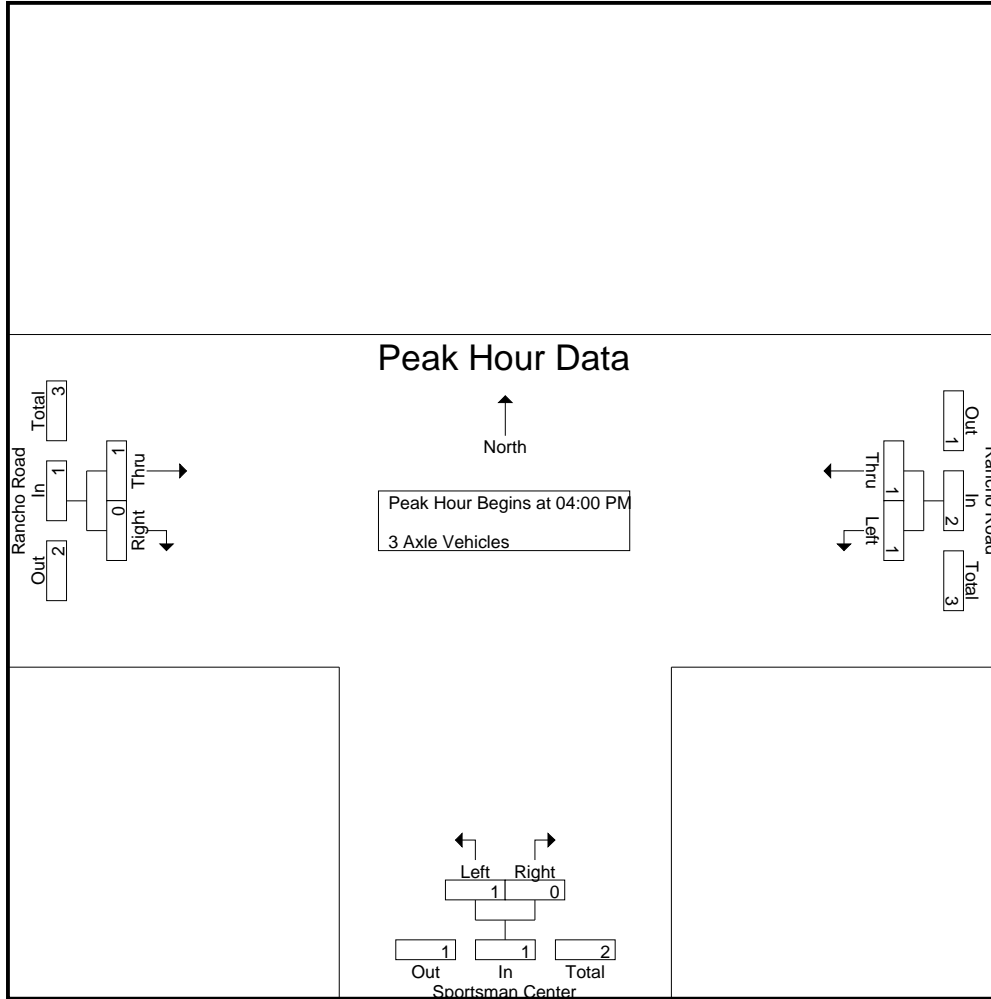 Peak Hour Data
North
Peak Hour Begins at 04:00 PM
3 Axle Vehicles
Rancho Road
Total
3
In
1
Out
2
Thru
1
Right
0
Rancho Road
Out
1
In
2
Total
3
Thru
1
Left
1
Left Right
1 0
1 1 2
Out In Total
Sportsman Center